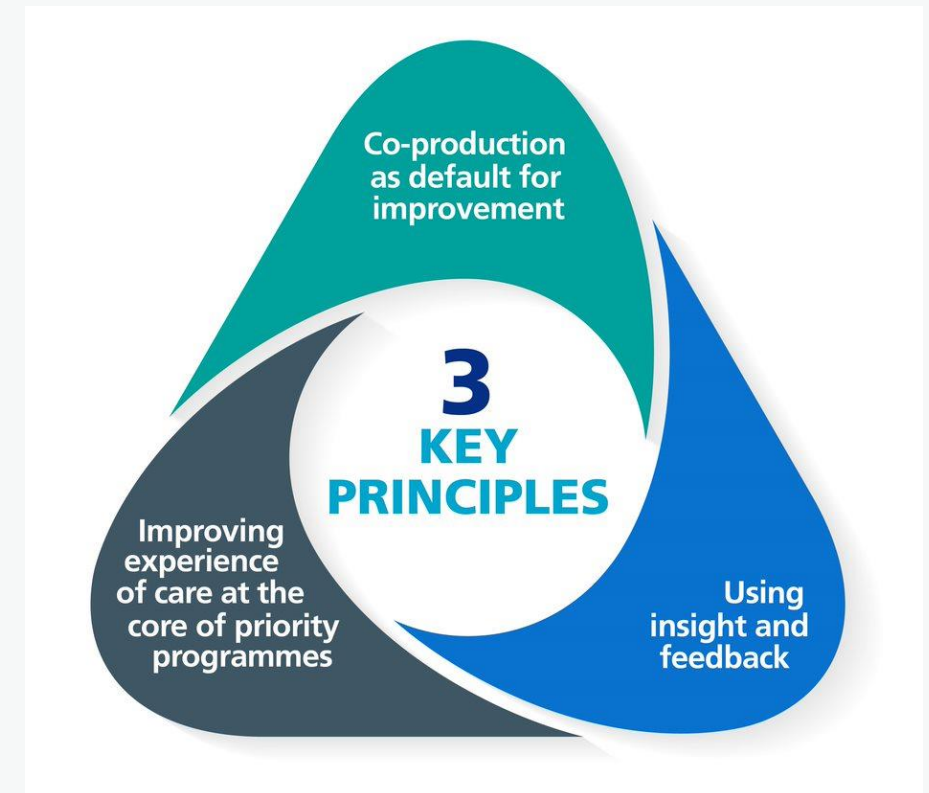 Co-production
as default for
improvement
3
KEY
PRINCIPLES
Improving
experience
of care at the
core of priority
programmes
Using
insight and
feedback